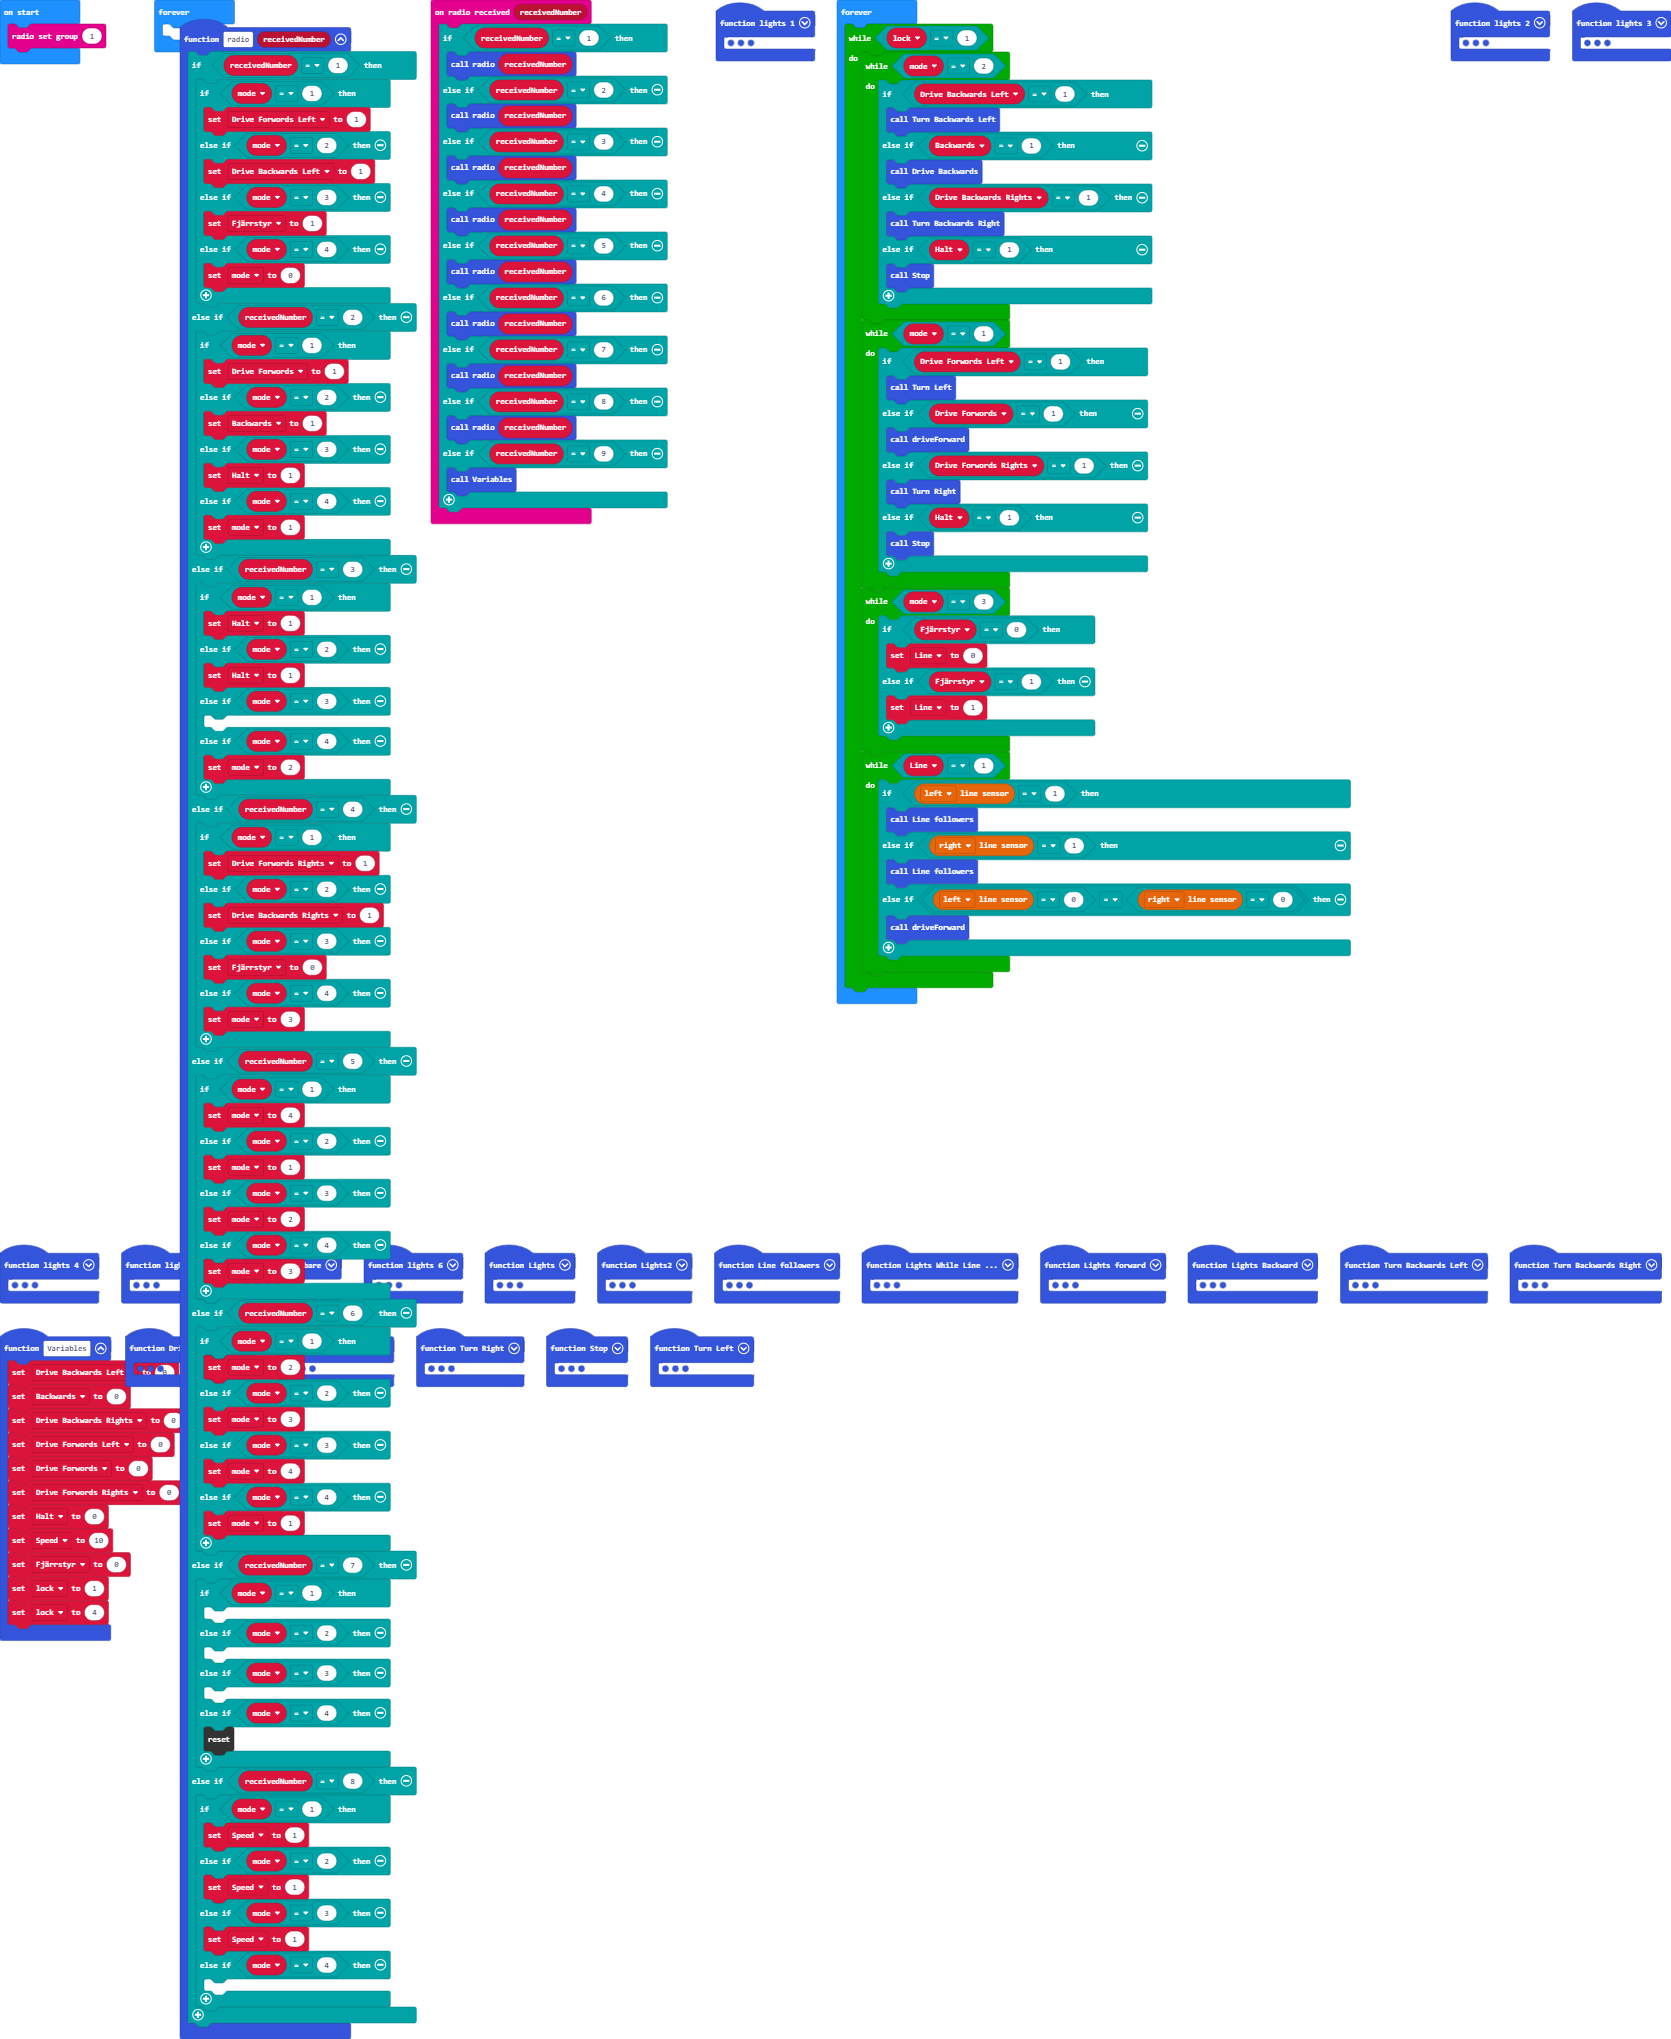 on start
radio set group 1
forever
function radio receivedNumber
if receivedNumber = 1 then
if mode = 1 then
set Drive Forwords Left to 1
else if mode = 2 then
set Drive Backwards Left to 1
else if mode = 3 then
set Fjärrstyr to 1
else if mode = 4 then
set mode to 0
else if receivedNumber = 2 then
if mode = 1 then
set Drive Forwords to 1
else if mode = 2 then
set Backwards to 1
else if mode = 3 then
set Halt to 1
else if mode = 4 then
set mode to 1
else if receivedNumber = 3 then
if mode = 1 then
set Halt to 1
else if mode = 2 then
set Halt to 1
else if mode = 3 then
else if mode = 4 then
set mode to 2
else if receivedNumber = 4 then
if mode = 1 then
set Drive Forwords Rights to 1
else if mode = 2 then
set Drive Backwards Rights to 1
else if mode = 3 then
set Fjärrstyr to 0
else if mode = 4 then
set mode to 3
else if receivedNumber = 5 then
if mode = 1 then
set mode to 4
else if mode = 2 then
set mode to 1
else if mode = 3 then
set mode to 2
else if mode = 4 then
set mode to 3
else if receivedNumber = 6 then
if mode = 1 then
set mode to 2
else if mode = 2 then
set mode to 3
else if mode = 3 then
set mode to 4
else if mode = 4 then
set mode to 1
else if receivedNumber = 7 then
if mode = 1 then
else if mode = 2 then
else if mode = 3 then
else if mode = 4 then
reset
else if receivedNumber = 8 then
if mode = 1 then
set Speed to 1
else if mode = 2 then
set Speed to 1
else if mode = 3 then
set Speed to 1
else if mode = 4 then
on radio received receivedNumber
if receivedNumber = 1 then
call radio receivedNumber
else if receivedNumber = 2 then
call radio receivedNumber
else if receivedNumber = 3 then
call radio receivedNumber
else if receivedNumber = 4 then
call radio receivedNumber
else if receivedNumber = 5 then
call radio receivedNumber
else if receivedNumber = 6 then
call radio receivedNumber
else if receivedNumber = 7 then
call radio receivedNumber
else if receivedNumber = 8 then
call radio receivedNumber
else if receivedNumber = 9 then
call Variables
function lights 1
forever
while lock = 1
do
while mode = 2
do
if Drive Backwards Left = 1 then
call Turn Backwards Left
else if Backwards = 1 then
call Drive Backwards
else if Drive Backwards Rights = 1 then
call Turn Backwards Right
else if Halt = 1 then
call Stop
while mode = 1
do
if Drive Forwords Left = 1 then
call Turn Left
else if Drive Forwords = 1 then
call driveForward
else if Drive Forwords Rights = 1 then
call Turn Right
else if Halt = 1 then
call Stop
while mode = 3
do
if Fjärrstyr = 0 then
set Line to 0
else if Fjärrstyr = 1 then
set Line to 1
while Line = 1
do
if left line sensor = 1 then
call Line followers
else if right line sensor = 1 then
call Line followers
else if left line sensor = 0 = right line sensor = 0 then
call driveForward
function lights 2
function lights 3
function lights 4
function lights 6
function Lights
function Lights2
function Line followers
function Lights While Line ...
function Lights forward
function Lights Backward
function Turn Backwards Left
function Turn Backwards Right
function Variables
set Drive Backwards Left to 0
set Backwards to 0
set Drive Backwards Rights to 0
set Drive Forwords Left to 0
set Drive Forwords to 0
set Drive Forwords Rights to 0
set Halt to 0
set Speed to 10
set Fjärrstyr to 0
set lock to 1
set lock to 4
function Turn Right
function Stop
function Turn Left